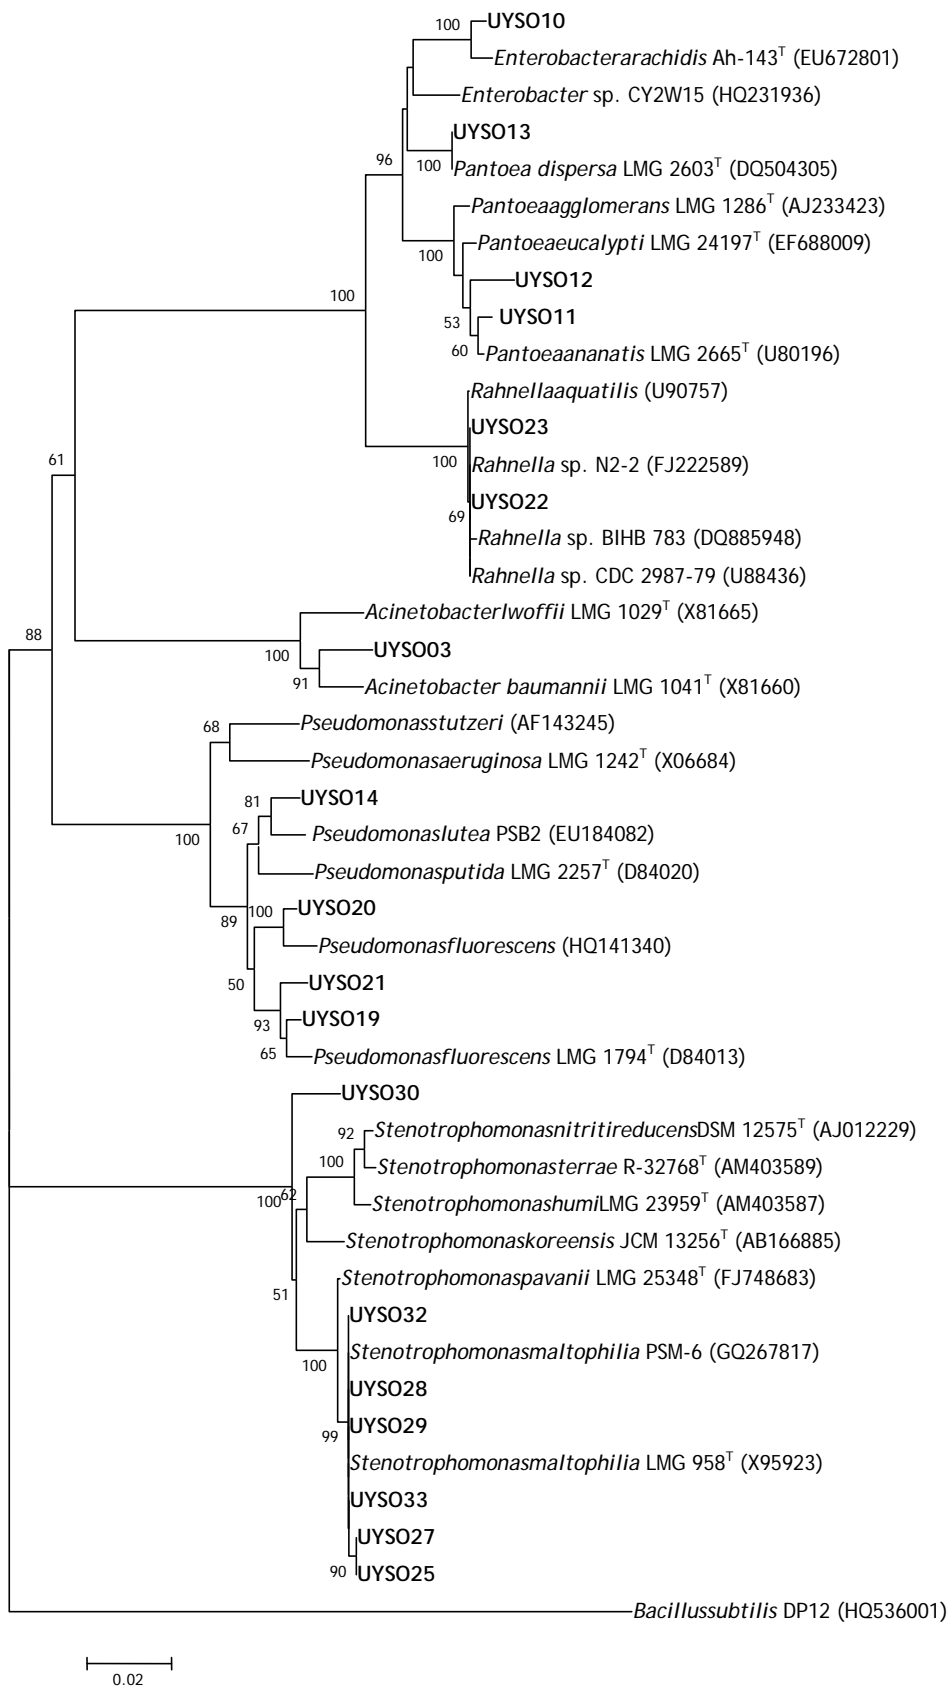 100
UYSO10
Enterobacterarachidis Ah-143ᵀ (EU672801)
Enterobacter sp. CY2W15 (HQ231936)
UYSO13
96
100
Pantoea dispersa LMG 2603ᵀ (DQ504305)
Pantoeaagglomerans LMG 1286ᵀ (AJ233423)
Pantoeaeucalypti LMG 24197ᵀ (EF688009)
100
UYSO12
100
UYSO11
53
60
Pantoeaananatis LMG 2665ᵀ (U80196)
Rahnellaaquatilis (U90757)
UYSO23
61
100
Rahnella sp. N2-2 (FJ222589)
UYSO22
69
Rahnella sp. BIHB 783 (DQ885948)
Rahnella sp. CDC 2987-79 (U88436)
Acinetobacterlwoffii LMG 1029ᵀ (X81665)
88
UYSO03
100
91
Acinetobacter baumannii LMG 1041ᵀ (X81660)
68
Pseudomonasstutzeri (AF143245)
Pseudomonasaeruginosa LMG 1242ᵀ (X06684)
81
UYSO14
67
Pseudomonaslutea PSB2 (EU184082)
100
Pseudomonasputida LMG 2257ᵀ (D84020)
100
UYSO20
89
Pseudomonasfluorescens (HQ141340)
50
UYSO21
UYSO19
93
65
Pseudomonasfluorescens LMG 1794ᵀ (D84013)
UYSO30
92
StenotrophomonasnitritireducensDSM 12575ᵀ (AJ012229)
100
Stenotrophomonasterrae R-32768ᵀ (AM403589)
100
62
StenotrophomonashumiLMG 23959ᵀ (AM403587)
Stenotrophomonaskoreensis JCM 13256ᵀ (AB166885)
Stenotrophomonaspavanii LMG 25348ᵀ (FJ748683)
51
UYSO32
Stenotrophomonasmaltophilia PSM-6 (GQ267817)
100
UYSO28
UYSO29
99
Stenotrophomonasmaltophilia LMG 958ᵀ (X95923)
UYSO33
UYSO27
90
UYSO25
Bacillussubtilis DP12 (HQ536001)
0.02